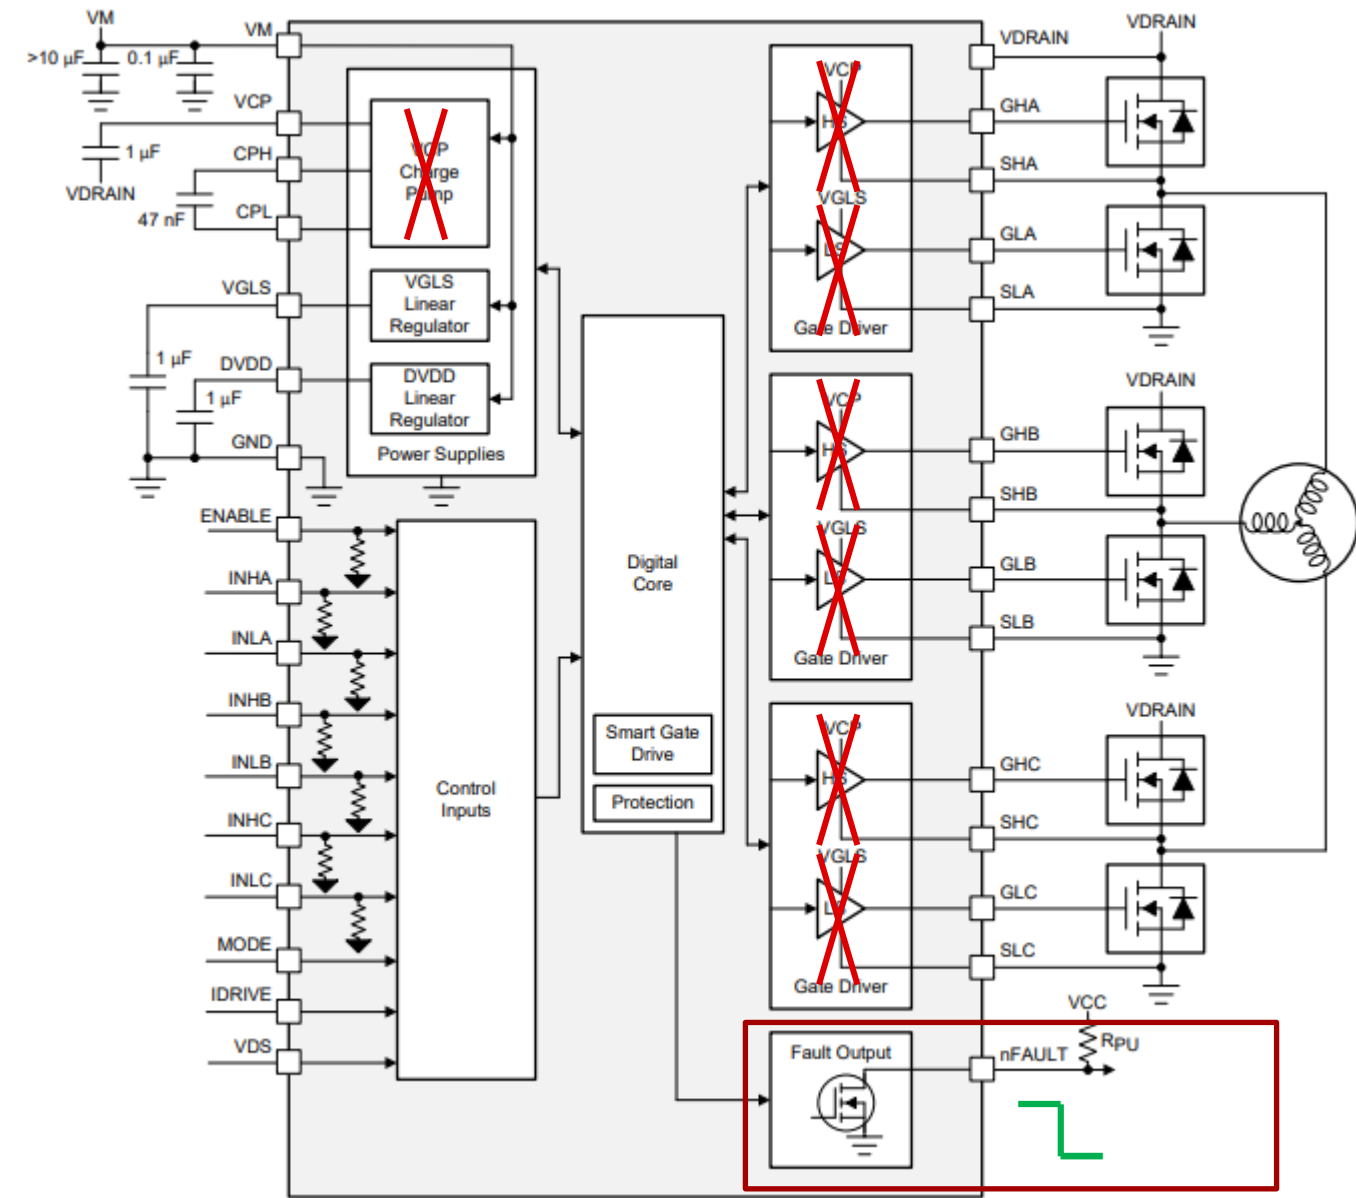 VM
>10 µF
0.1 µF
VM
VCP
1 µF
VDRAIN
CPH
47 nF
CPL
VGLS
1 µF
DVDD
1 µF
GND
VCP
Charge
Pump
VGLS
Linear
Regulator
DVDD
Linear
Regulator
Power Supplies
ENABLE
INHA
INLA
INHB
INLB
INHC
INLC
MODE
IDRIVE
VDS
Control
Inputs
Digital
Core
Smart Gate
Drive
Protection
VCP
HS
VGLS
LS
Gate Driver
VCP
HS
VGLS
LS
Gate Driver
VCP
HS
VGLS
LS
Gate Driver
Fault Output
VDRAIN
VDRAIN
GHA
SHA
GLA
SLA
VDRAIN
GHB
SHB
GLB
SLB
VDRAIN
GHC
SHC
GLC
SLC
VCC
RPU
nFAULT